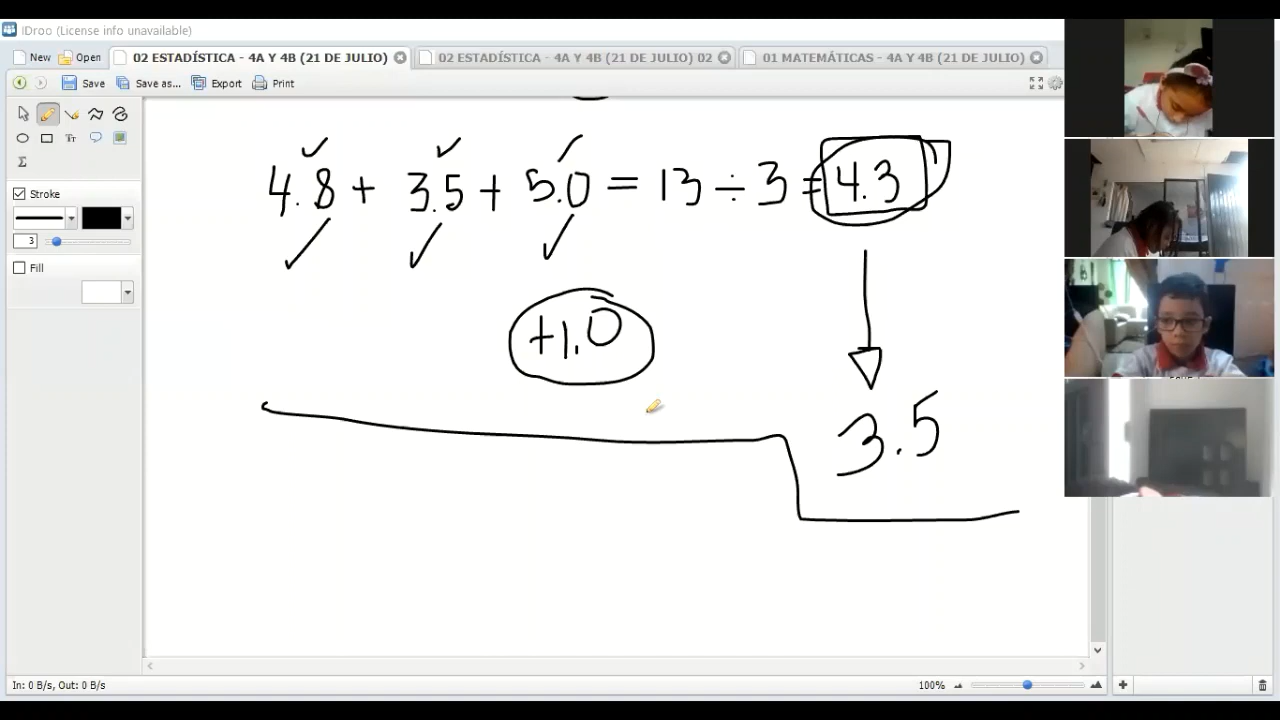 IDroo (License info unavailable)
New Open 02 ESTADÍSTICA - 4A Y 4B (21 DE JULIO) 02 ESTADÍSTICA - 4A Y 4B (21 DE JULIO) 02 01 MATEMÁTICAS - 4A Y 4B (21 DE JULIO)
Save Save as... Export Print
TT
Σ
Stroke
3
Fill
4.8 + 3.5 + 5.0 = 13 ÷ 3 = 4.3
+1.0
3.5
In: 0 B/s, Out: 0 B/s 100%